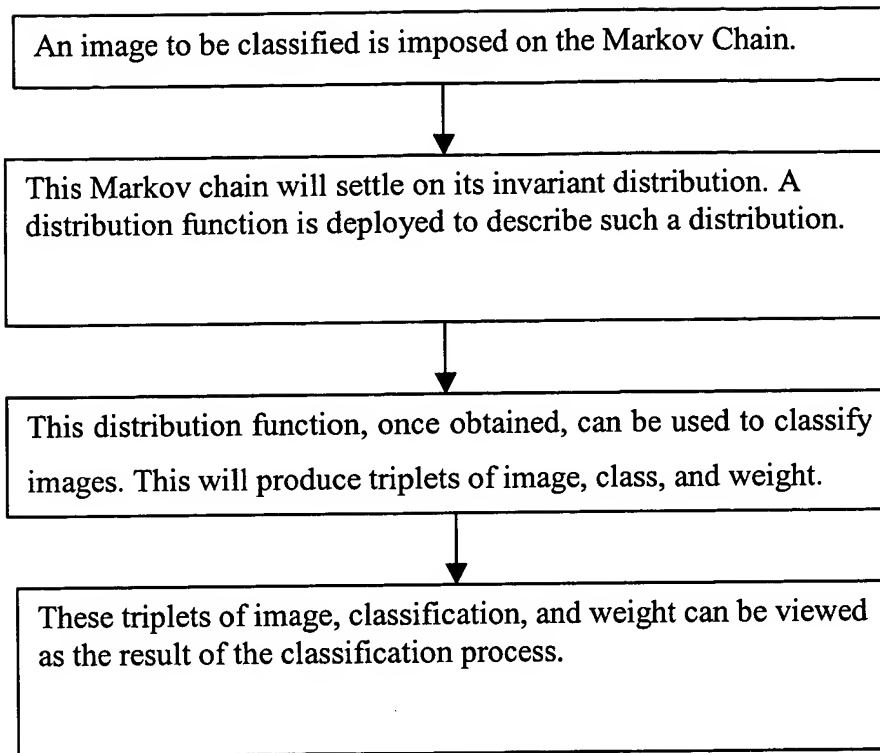 An image to be classified is imposed on the Markov Chain.
This Markov chain will settle on its invariant distribution. A
distribution function is deployed to describe such a distribution.
This distribution function, once obtained, can be used to classify
images. This will produce triplets of image, class, and weight.
These triplets of image, classification, and weight can be viewed
as the result of the classification process.